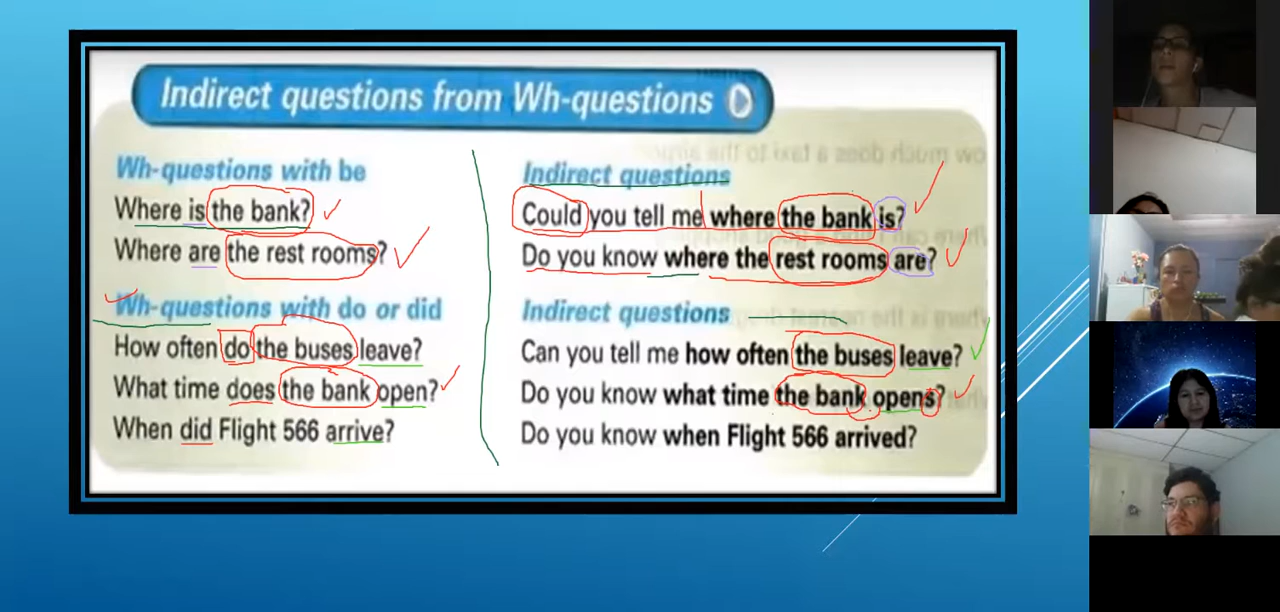 Indirect questions from Wh-questions
Wh-questions with be
Where is the bank?
Where are the rest rooms?
Indirect questions
Could you tell me where the bank is?
Do you know where the rest rooms are?
Wh-questions with do or did
How often do the buses leave?
What time does the bank open?
When did Flight 566 arrive?
Indirect questions
Can you tell me how often the buses leave?
Do you know what time the bank opens?
Do you know when Flight 566 arrived?